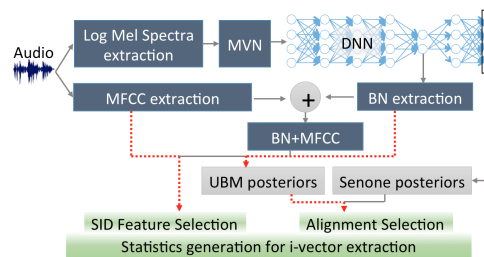 Audio
Log Mel Spectra
extraction
MVN
DNN
MFCC extraction
+
BN extraction
BN+MFCC
UBM posteriors
Senone posteriors
SID Feature Selection
Alignment Selection
Statistics generation for i-vector extraction